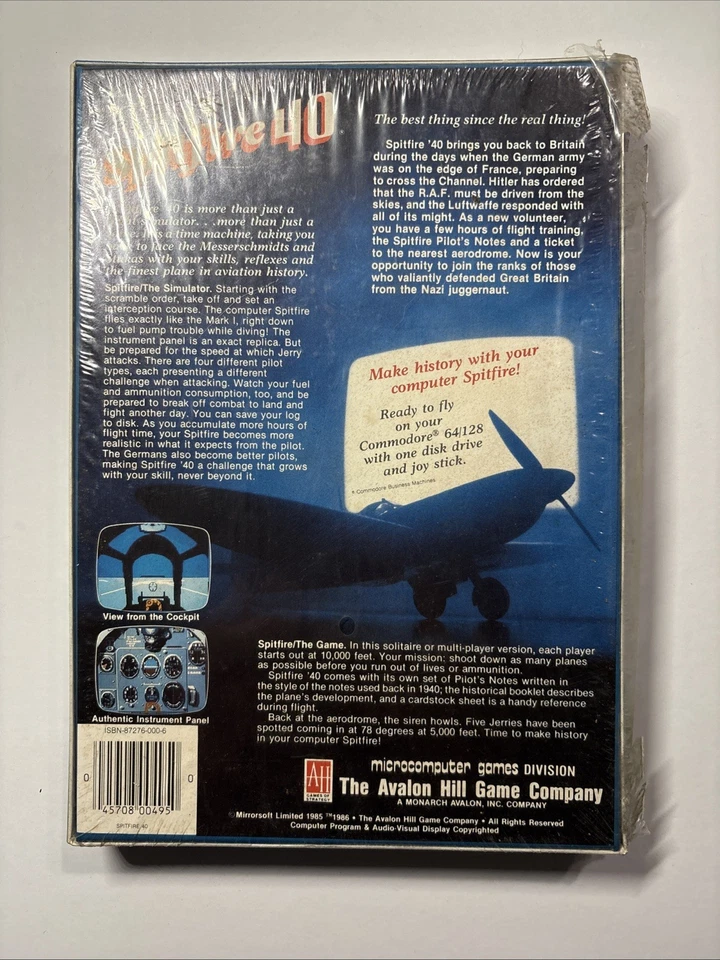 Spitfire 40
The best thing since the real thing!
'40 is more than just a
simulator. . .more than just a
is a time machine, taking you
to face the Messerschmidts and
Stukas with your skills, reflexes and
the finest plane in aviation history.
Spitfire/The Simulator. Starting with the
scramble order, take off and set an
interception course. The computer Spitfire
flies exactly like the Mark I, right down
to fuel pump trouble while diving! The
instrument panel is an exact replica. But
be prepared for the speed at which Jerry
attacks. There are four different pilot
types, each presenting a different
challenge when attacking. Watch your fuel
and ammunition consumption, too, and be
prepared to break off combat to land and
fight another day. You can save your log
to disk. As you accumulate more hours of
flight time, your Spitfire becomes more
realistic in what it expects from the pilot.
The Germans also become better pilots,
making Spitfire '40 a challenge that grows
with your skill, never beyond it.
Spitfire '40 brings you back to Britain
during the days when the German army
was on the edge of France, preparing
to cross the Channel. Hitler has ordered
that the R.A.F. must be driven from the
skies, and the Luftwaffe responded with
all of its might. As a new volunteer,
you have a few hours of flight training,
the Spitfire Pilot's Notes and a ticket
to the nearest aerodrome. Now is your
opportunity to join the ranks of those
who valiantly defended Great Britain
from the Nazi juggernaut.
Make history with your
computer Spitfire!
Ready to fly
on your
Commodore® 64/128
with one disk drive
and joy stick.
Commodore Business Machines
View from the Cockpit
Authentic Instrument Panel
Spitfire/The Game. In this solitaire or multi-player version, each player
starts out at 10,000 feet. Your mission: shoot down as many planes
as possible before you run out of lives or ammunition.
Spitfire '40 comes with its own set of Pilot's Notes written in
the style of the notes used back in 1940; the historical booklet describes
the plane's development, and a cardstock sheet is a handy reference
during flight.
Back at the aerodrome, the siren howls. Five Jerries have been
spotted coming in at 78 degrees at 5,000 feet. Time to make history
in your computer Spitfire!
ISBN-87276-000-6
0 0
45708 00495
SPITFIRE 40
AH
GAMES OF
STRATEGY
microcomputer games DIVISION
The Avalon Hill Game Company
A MONARCH AVALON, INC. COMPANY
©Mirrorsoft Limited 1985 ™1986 • The Avalon Hill Game Company • All Rights Reserved
Computer Program & Audio-Visual Display Copyrighted